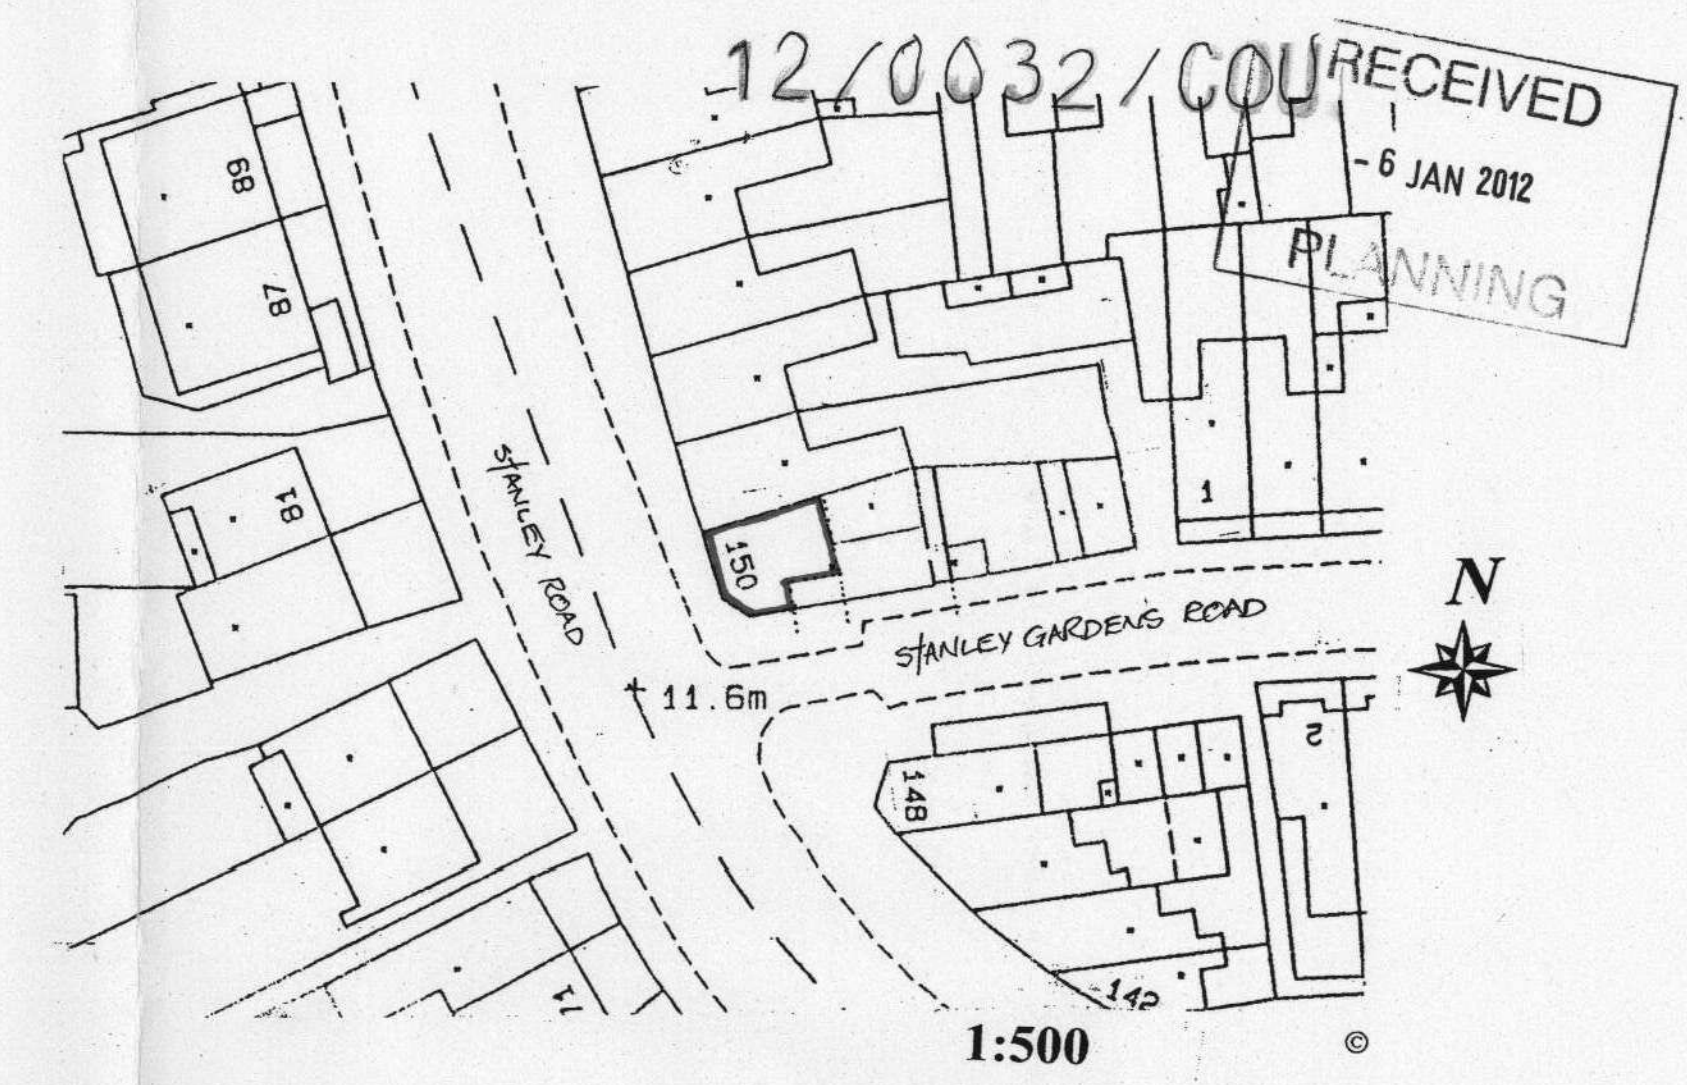 12/0032/COU
RECEIVED
- 6 JAN 2012
PLANNING
89
87
81
STANLEY ROAD
150
1
N
STANLEY GARDENS ROAD
11.6m
148
2
71
142
1:500
©